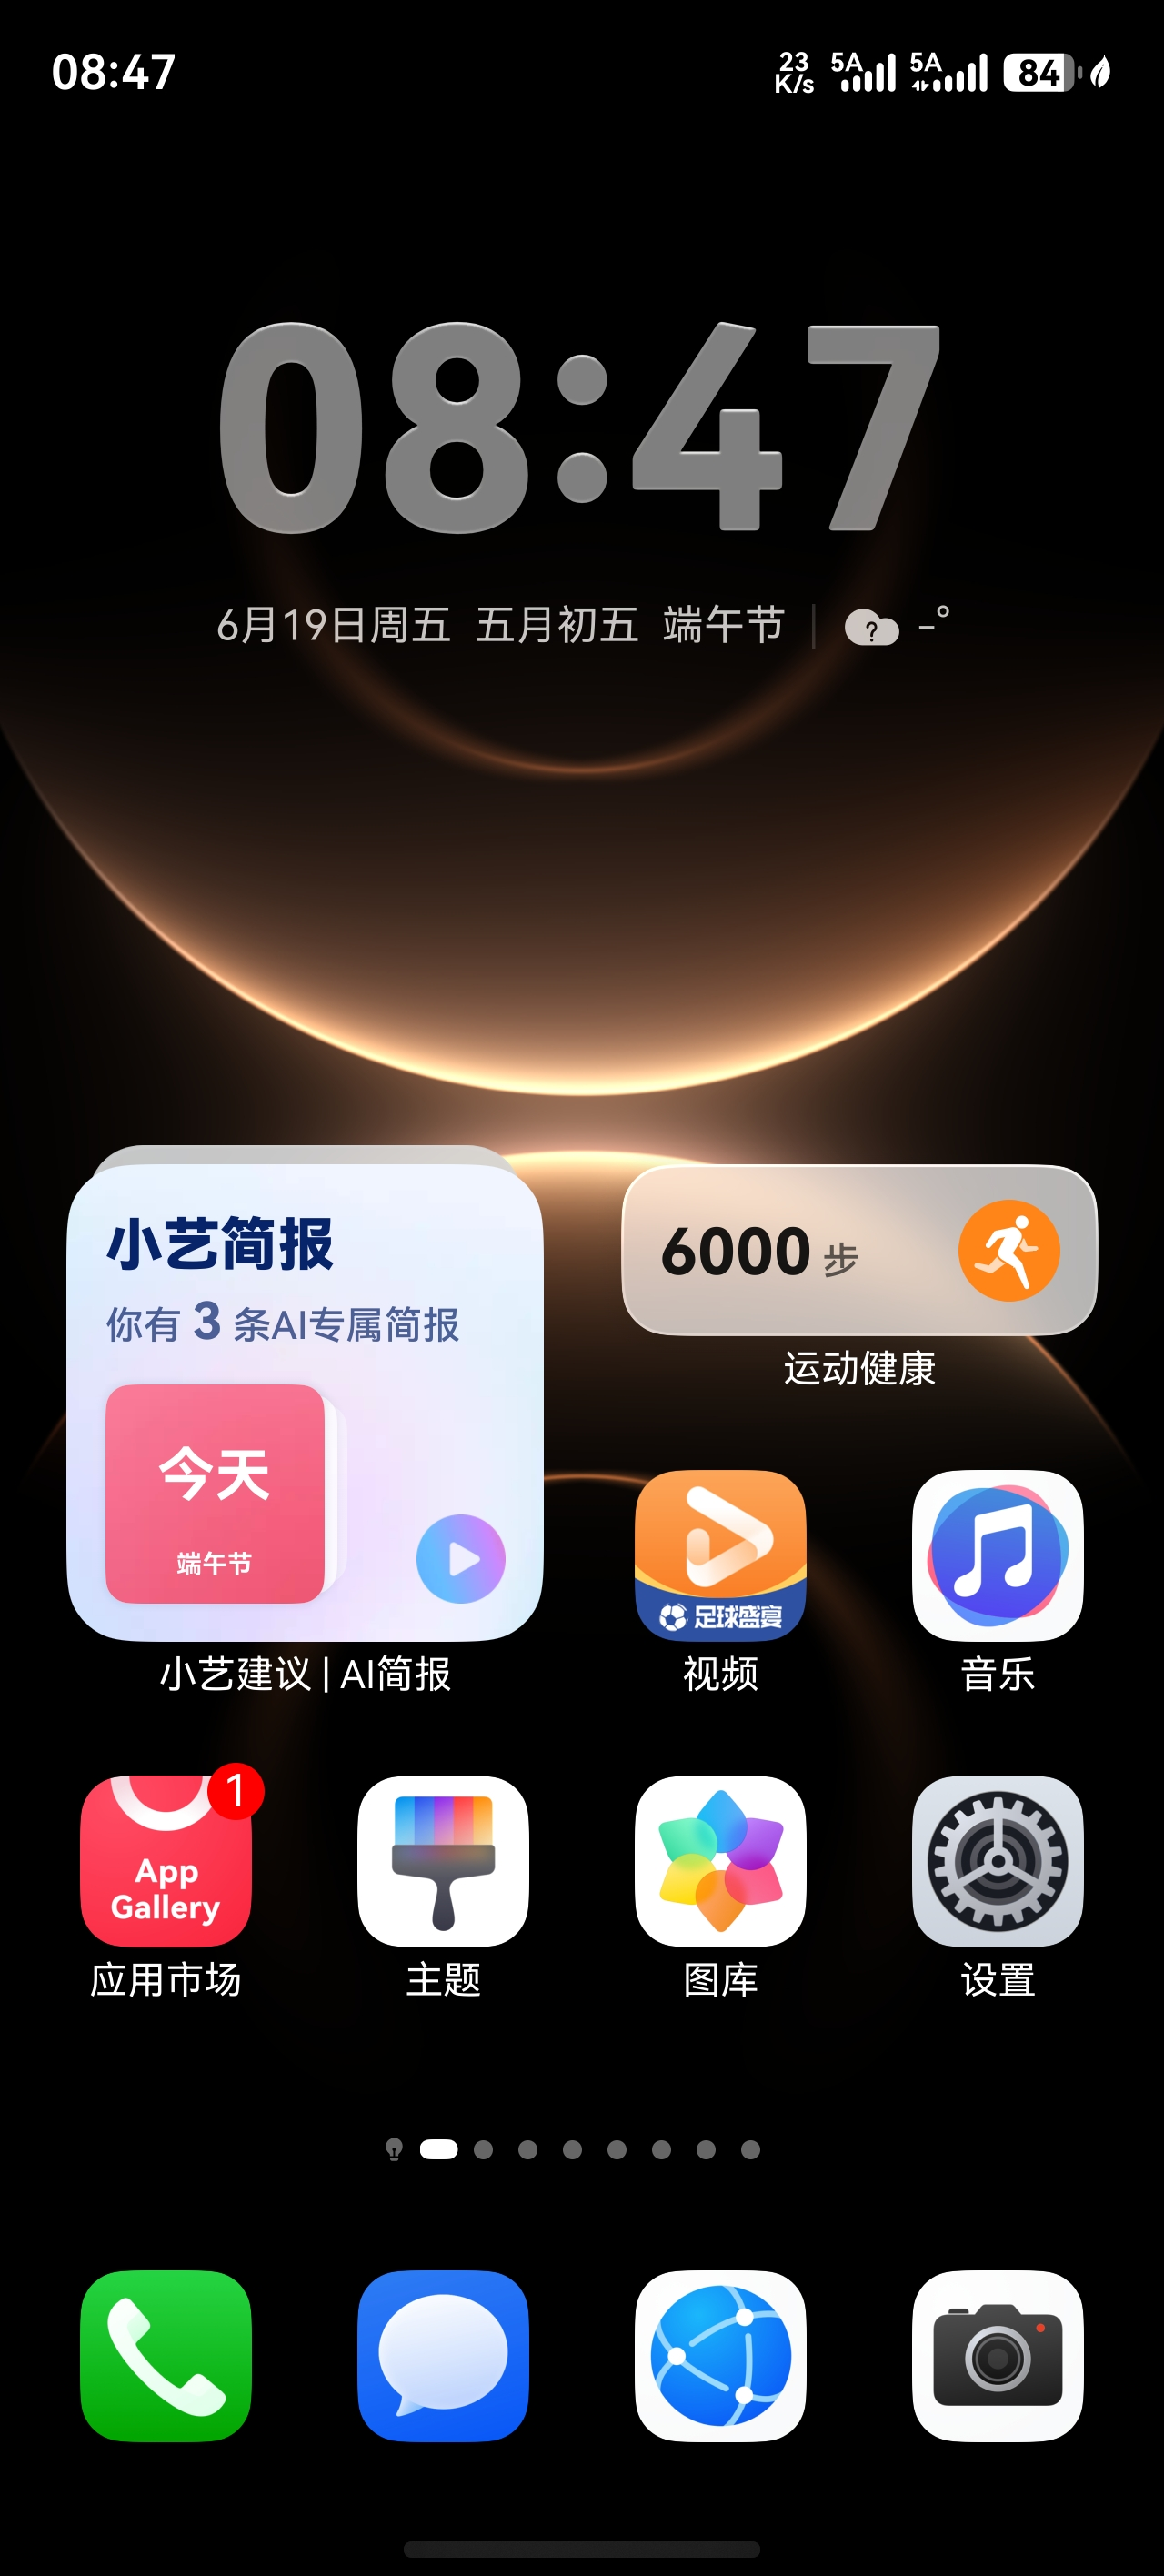 08:47
23 K/s 5A 5A 84
08:47
6月19日周五 五月初五 端午节 | ? -°
小艺简报
你有 3 条AI专属简报
今天
端午节
小艺建议 | AI简报
6000 步
运动健康
足球盛宴
视频
音乐
1
App
Gallery
应用市场
主题
图库
设置